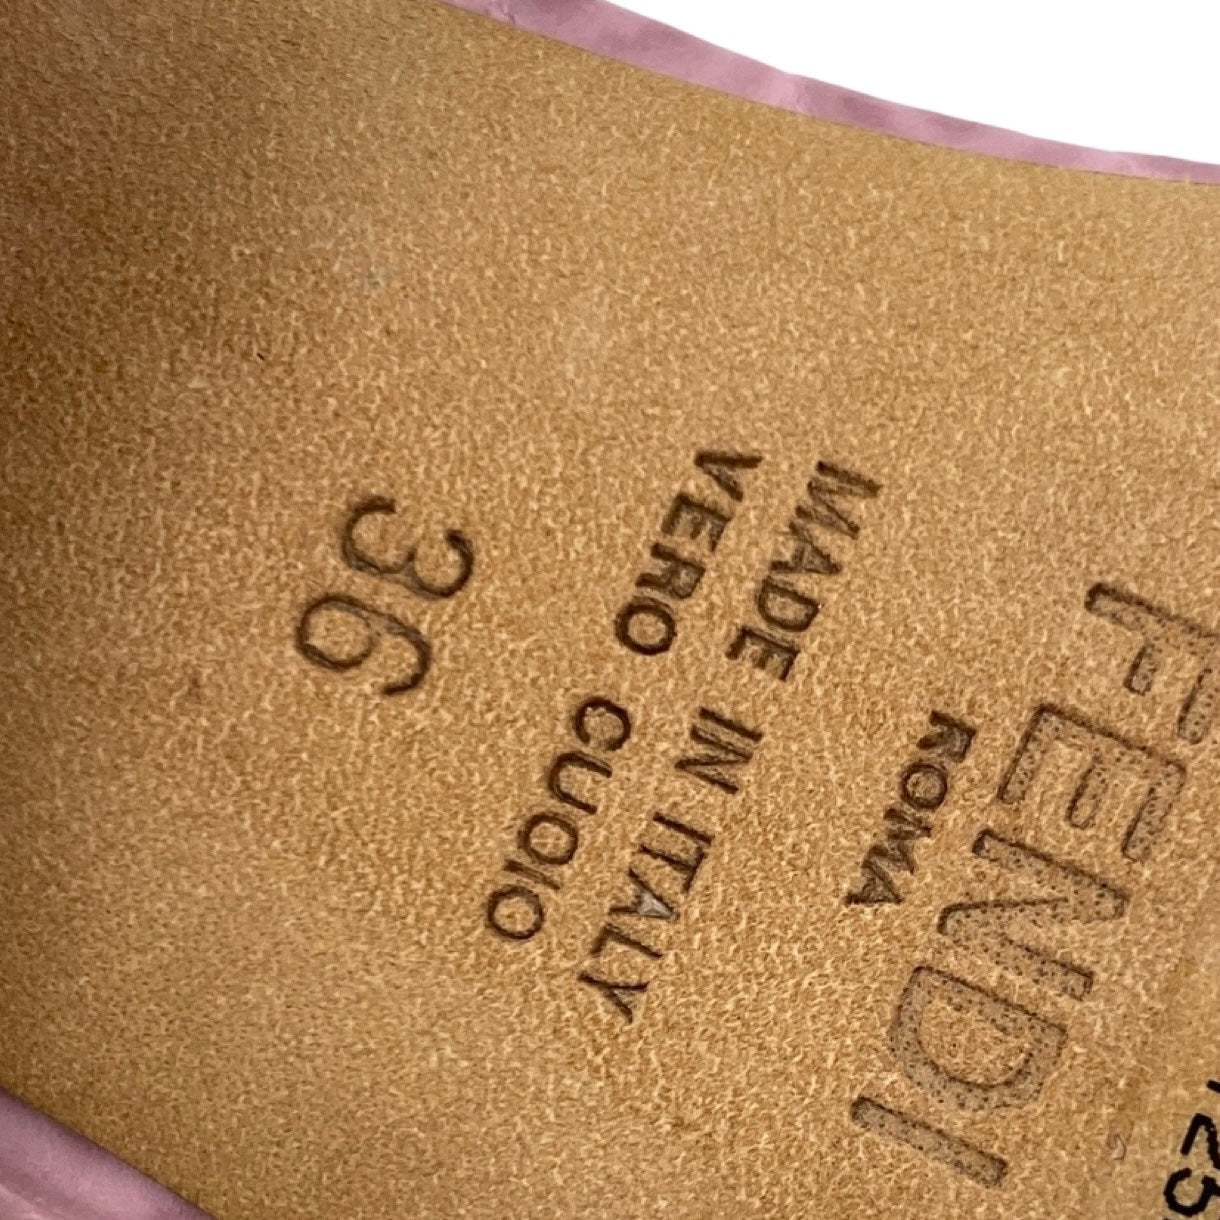 FENDI
ROMA
MADE IN ITALY
VERO CUOIO
36